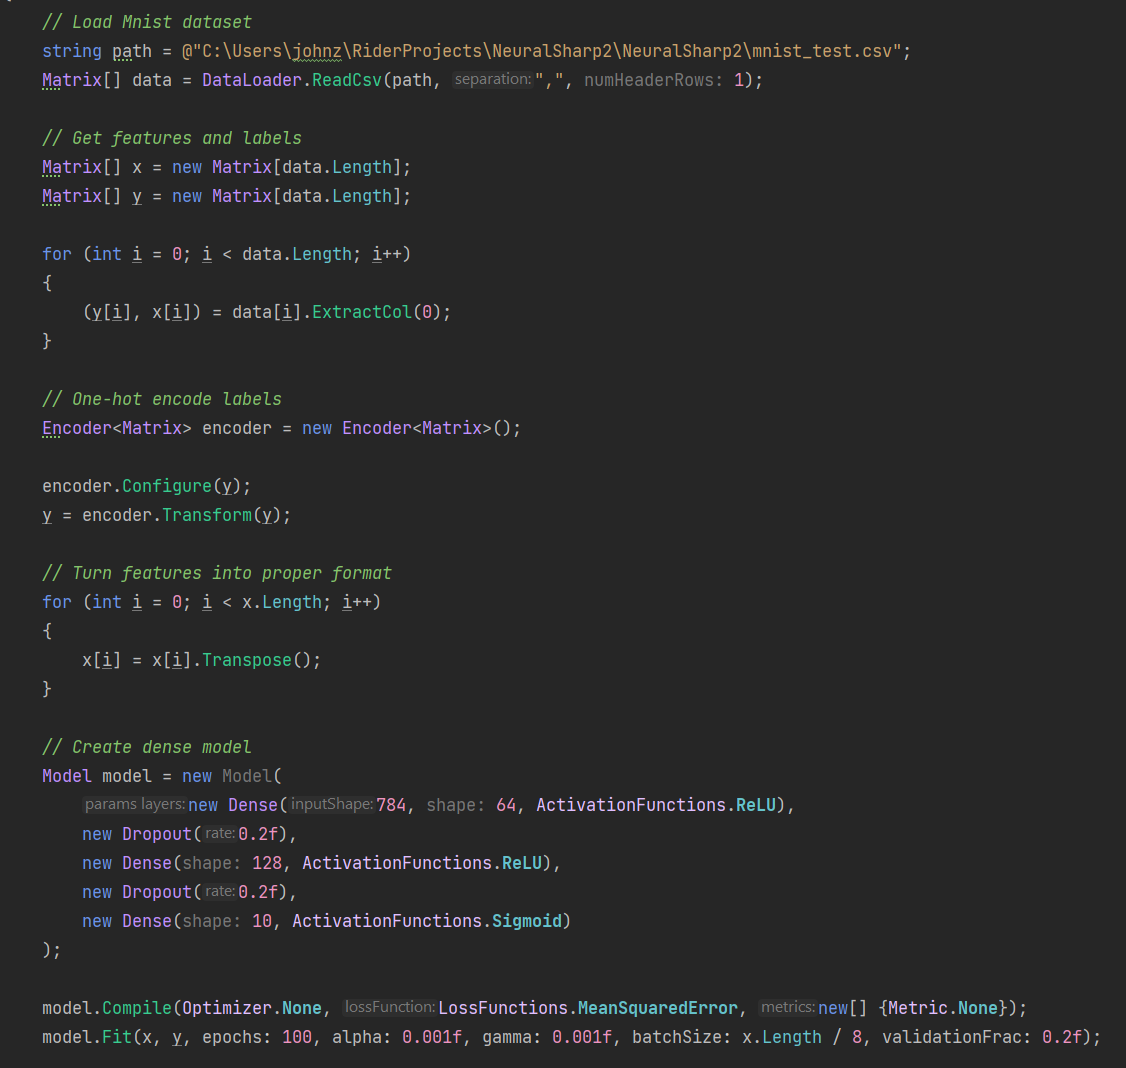 // Load Mnist dataset
string path = @"C:\Users\johnz\RiderProjects\NeuralSharp2\NeuralSharp2\mnist_test.csv";
Matrix[] data = DataLoader.ReadCsv(path, separation: ",", numHeaderRows: 1);
// Get features and labels
Matrix[] x = new Matrix[data.Length];
Matrix[] y = new Matrix[data.Length];
for (int i = 0; i < data.Length; i++)
{
(y[i], x[i]) = data[i].ExtractCol(0);
}
// One-hot encode labels
Encoder<Matrix> encoder = new Encoder<Matrix>();
encoder.Configure(y);
y = encoder.Transform(y);
// Turn features into proper format
for (int i = 0; i < x.Length; i++)
{
x[i] = x[i].Transpose();
}
// Create dense model
Model model = new Model(
params layers: new Dense( inputShape: 784, shape: 64, ActivationFunctions.ReLU),
new Dropout( rate: 0.2f),
new Dense(shape: 128, ActivationFunctions.ReLU),
new Dropout( rate: 0.2f),
new Dense(shape: 10, ActivationFunctions.Sigmoid)
);
model.Compile(Optimizer.None, lossFunction: LossFunctions.MeanSquaredError, metrics: new[] {Metric.None});
model.Fit(x, y, epochs: 100, alpha: 0.001f, gamma: 0.001f, batchSize: x.Length / 8, validationFrac: 0.2f);